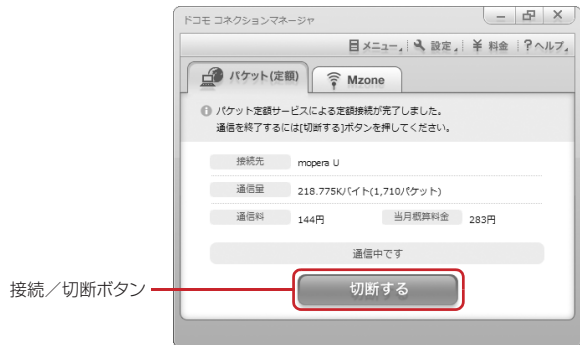 ドコモ コネクションマネージャ
メニュー 設定 ¥ 料金 ?ヘルプ
パケット(定額) Mzone
パケット定額サービスによる定額接続が完了しました。
通信を終了するには[切断する]ボタンを押してください。
接続先 mopera U
通信量 218.775Kバイト(1,710パケット)
通信料 144円 当月概算料金 283円
通信中です
接続／切断ボタン 切断する